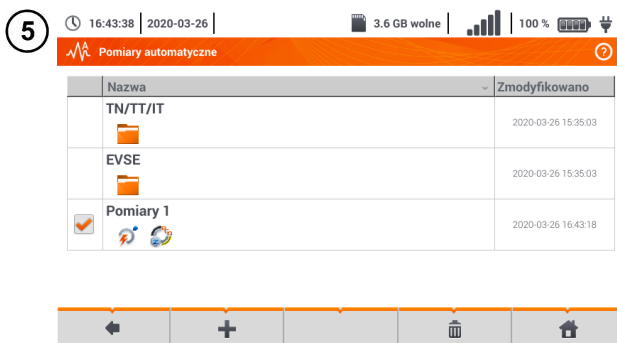 5
16:43:38 2020-03-26 3.6 GB wolne 100 %
Pomiary automatyczne ?
Nazwa Zmodyfikowano
TN/TT/IT
2020-03-26 15:35:03
EVSE
2020-03-26 15:35:03
Pomiary 1
2020-03-26 16:43:18